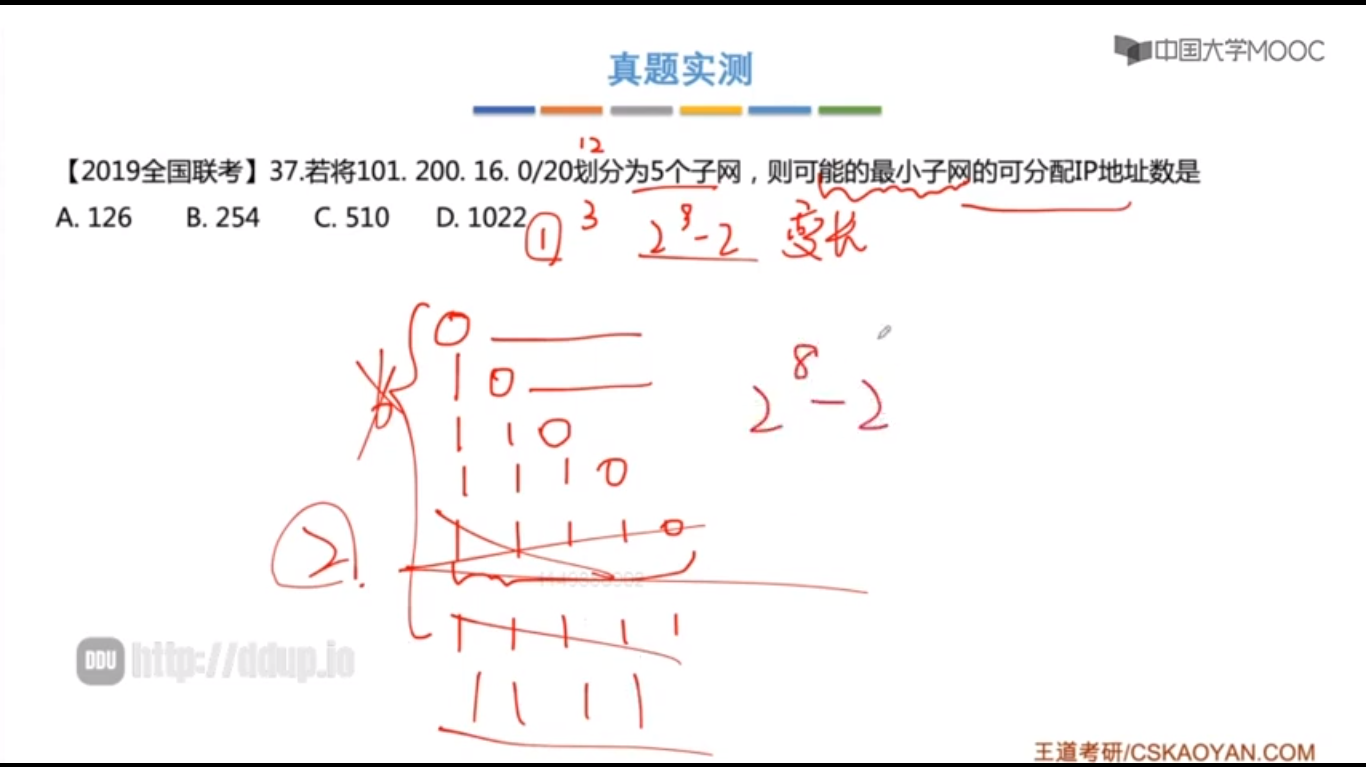 中国大学MOOC
真题实测
12
【2019全国联考】37.若将101. 200. 16. 0/20划分为5个子网，则可能的最小子网的可分配IP地址数是
A. 126 B. 254 C. 510 D. 1022
① 3 2⁸-2 变长
0
1 0
1 1 0
1 1 1 0
2⁸-2
1 1 1 1 0
2.
1 1 1 1 1
1 1 1 1
DDU http://ddup.io
王道考研/CSKAOYAN.COM